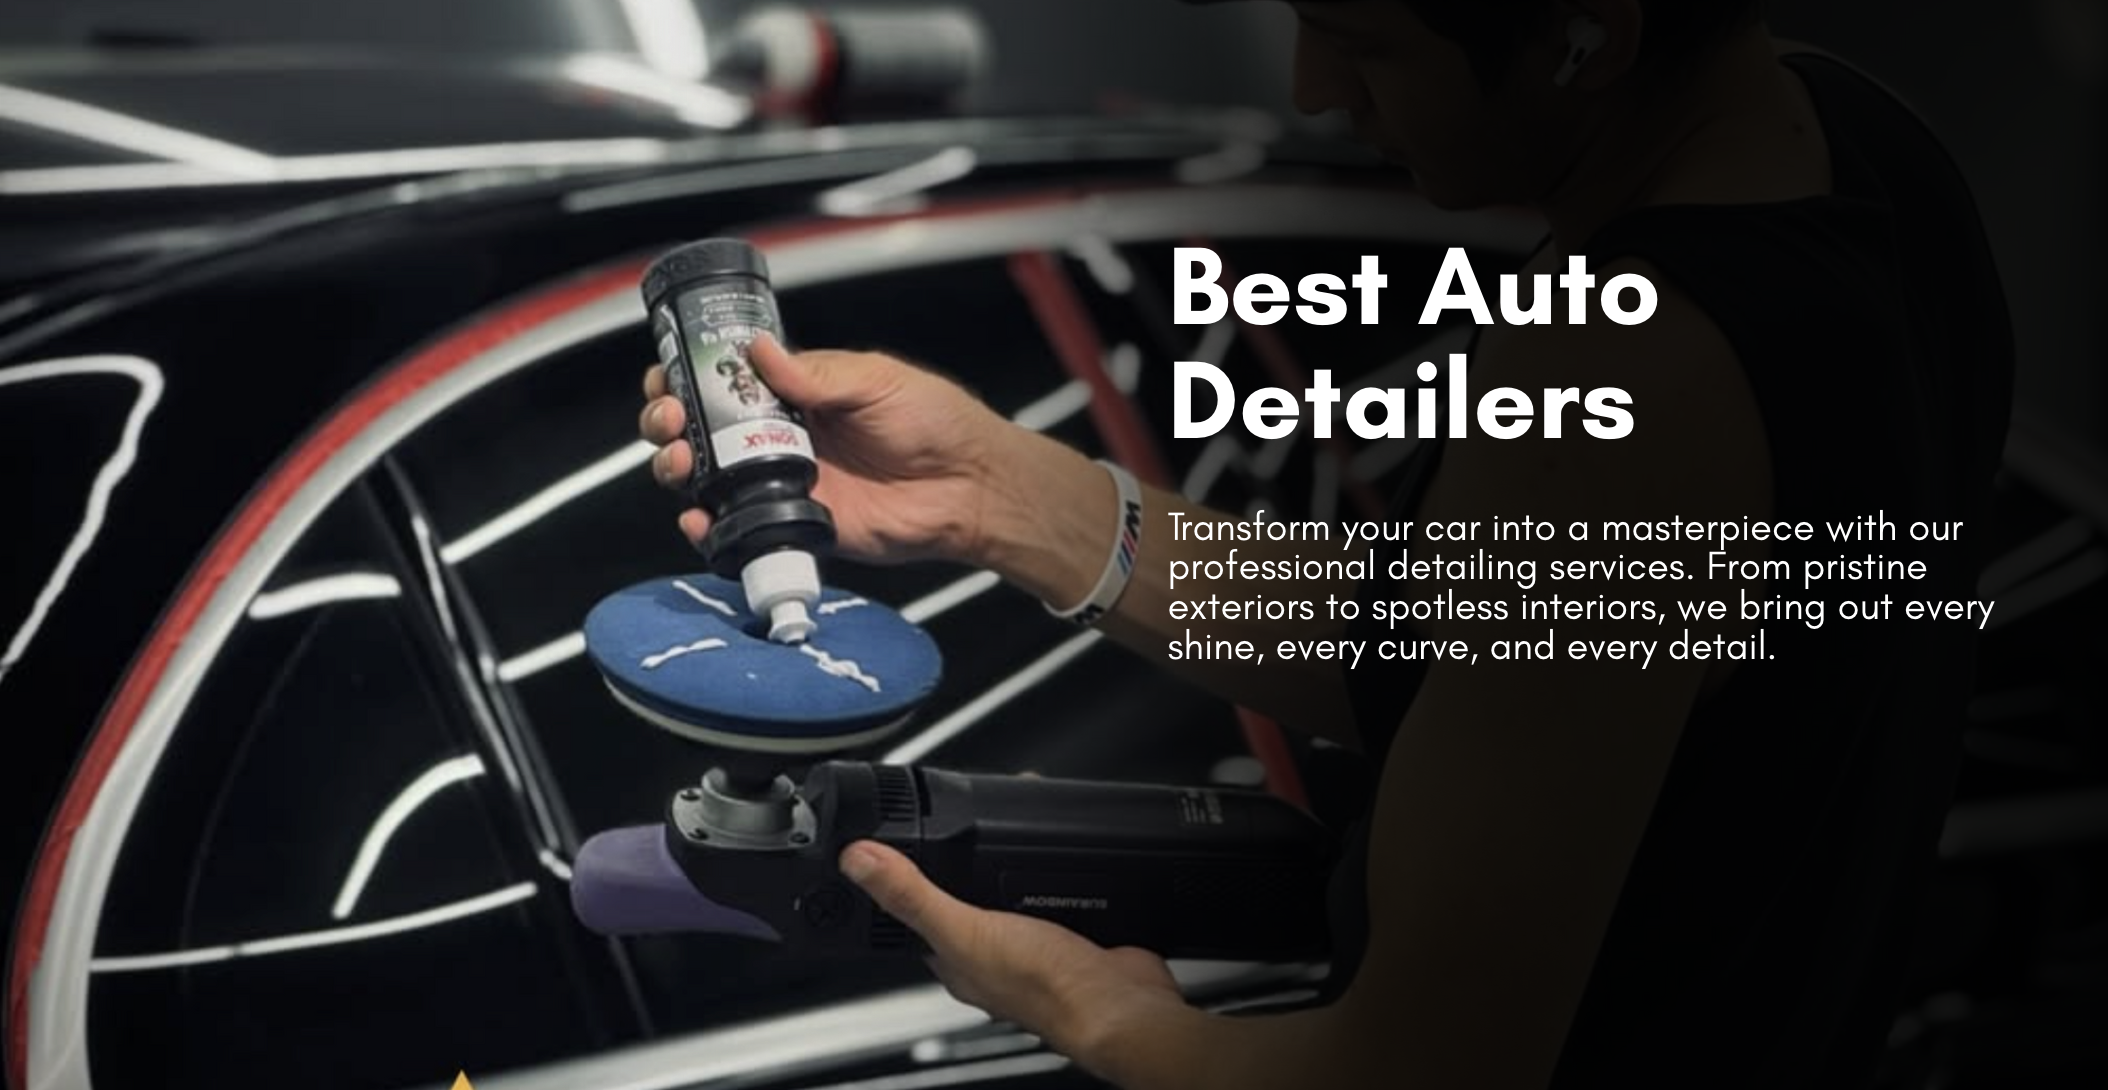 Best Auto
Detailers
Transform your car into a masterpiece with our
professional detailing services. From pristine
exteriors to spotless interiors, we bring out every
shine, every curve, and every detail.
SONAX